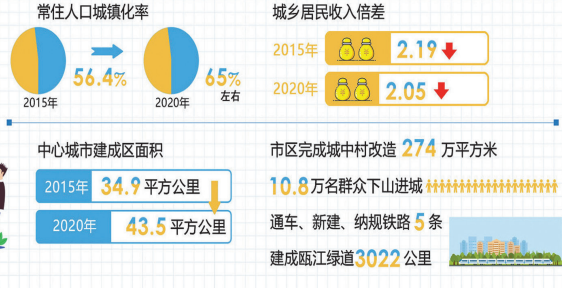 常住人口城镇化率
56.4%
2015年
65%
左右
2020年
城乡居民收入倍差
2015年 2.19
2020年 2.05
中心城市建成区面积
2015年 34.9平方公里
2020年 43.5平方公里
市区完成城中村改造 274 万平方米
10.8万名群众下山进城
通车、新建、纳规铁路 5 条
建成瓯江绿道3022公里